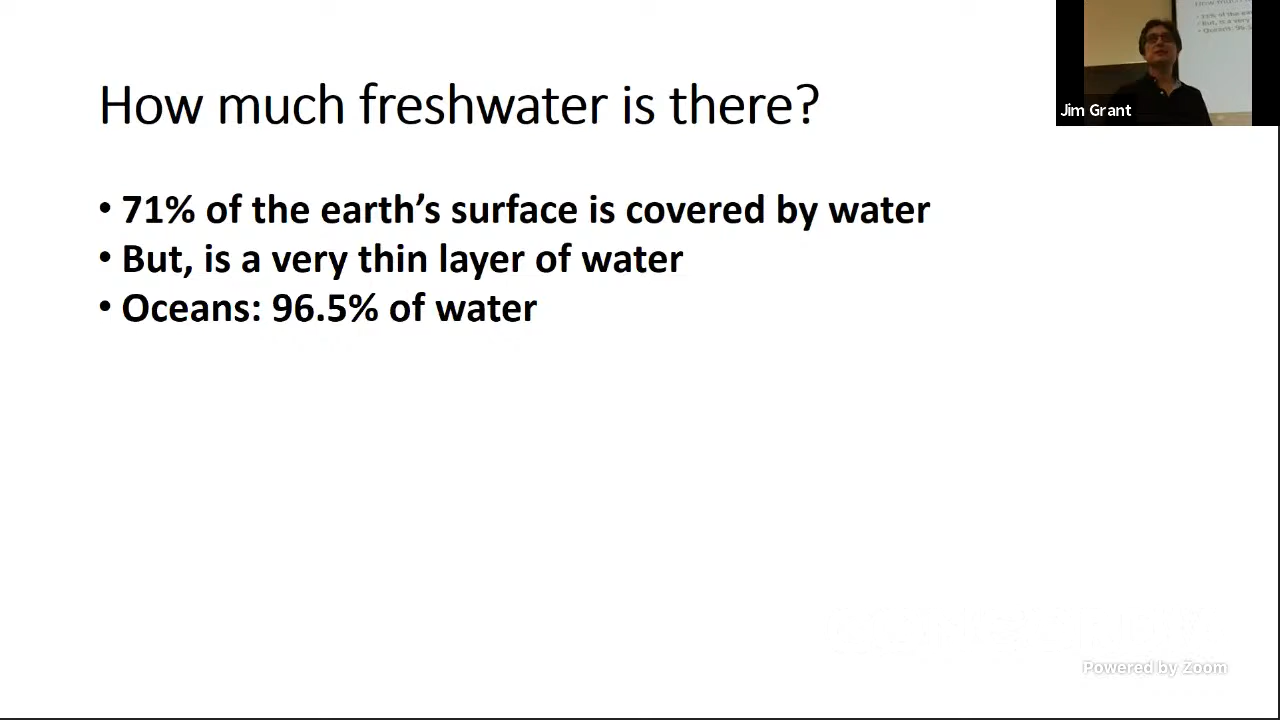 How much freshwater is there?
• 71% of the earth’s surface is covered by water
• But, is a very thin layer of water
• Oceans: 96.5% of water
Jim Grant
Powered by Zoom